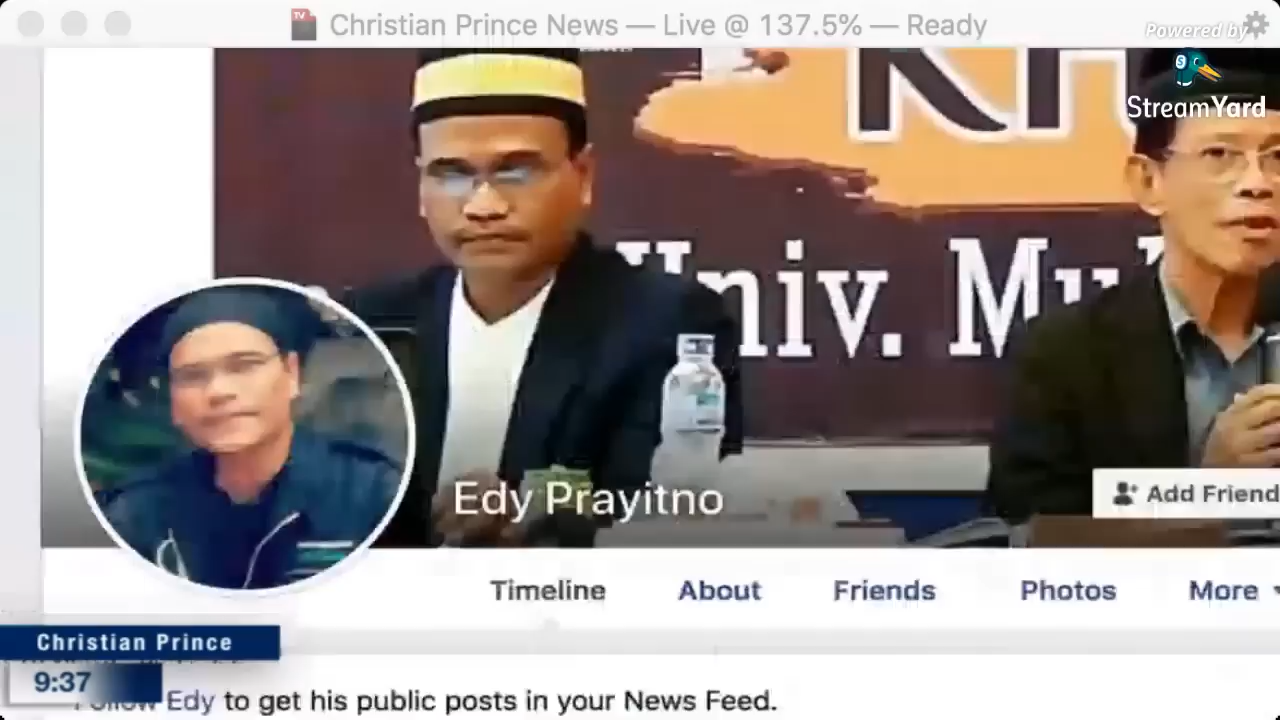 Christian Prince News — Live @ 137.5% — Ready
Powered by
StreamYard
Univ. Mu
Edy Prayitno
Add Friend
Timeline
About
Friends
Photos
More
Christian Prince
9:37
Follow Edy to get his public posts in your News Feed.